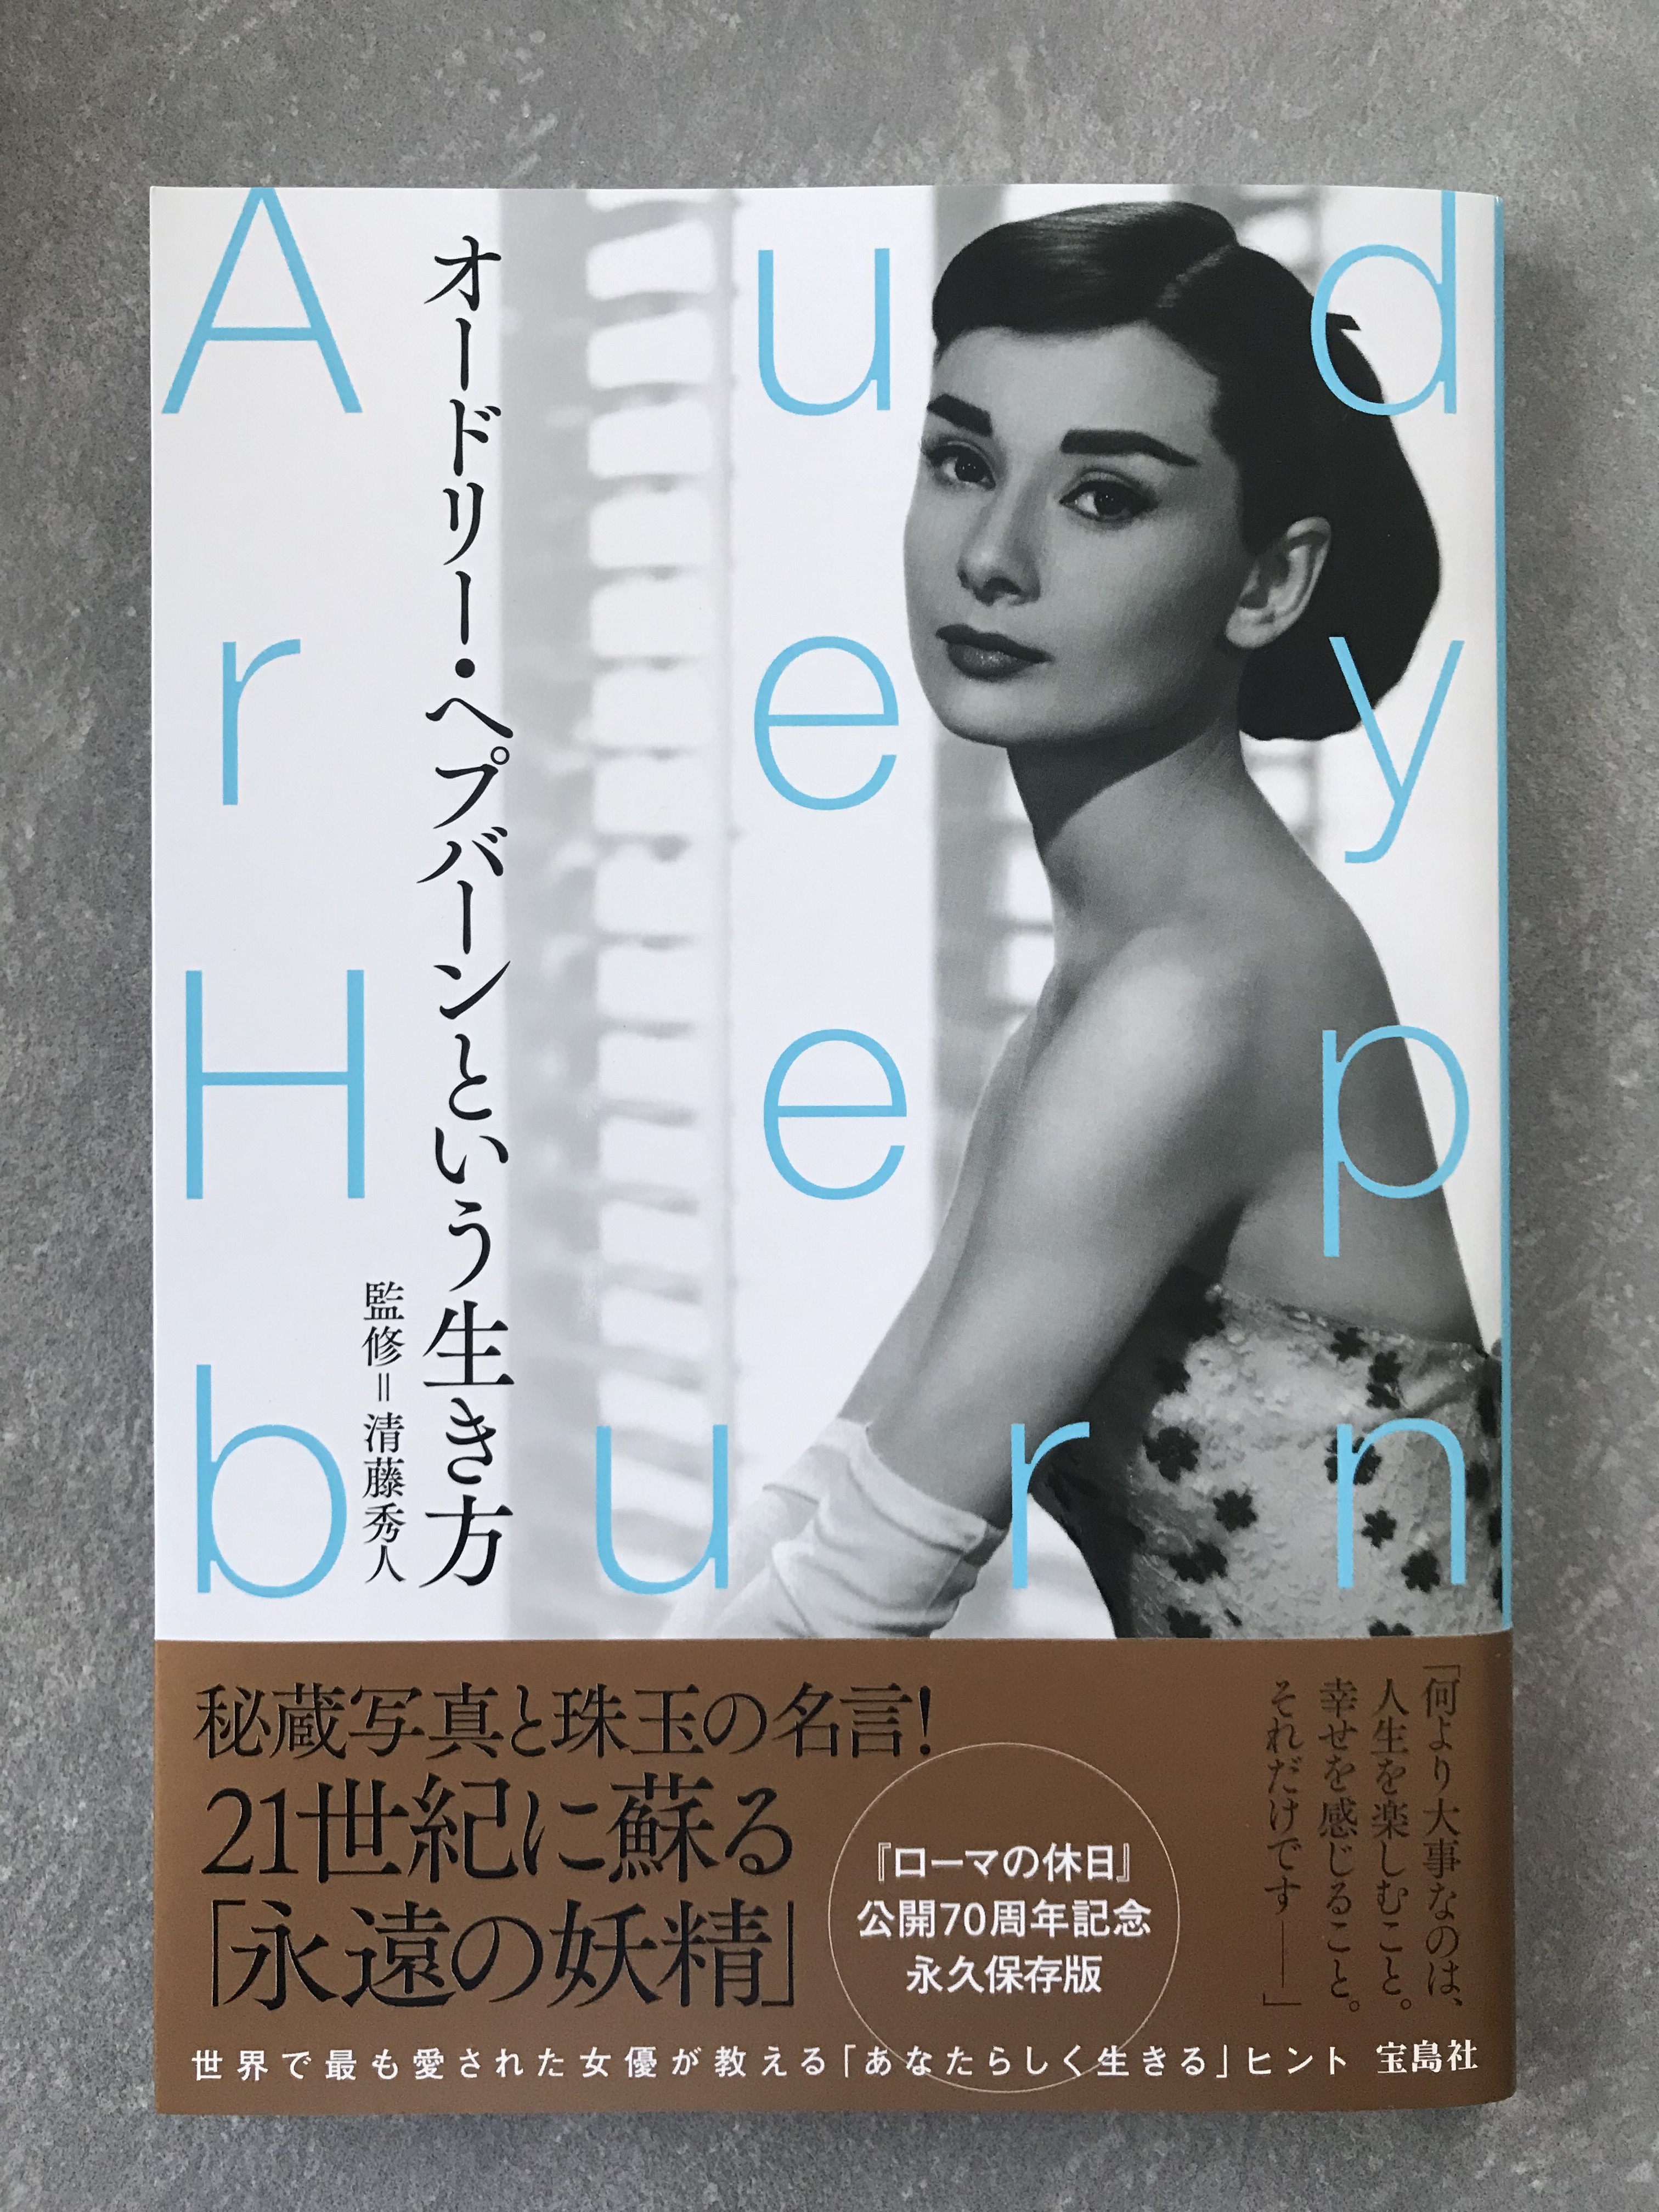 A u d
r e y
H e p
b u r n
オードリー・ヘプバーンという生き方
監修＝清藤秀人
秘蔵写真と珠玉の名言!
21世紀に蘇る
「永遠の妖精」
『ローマの休日』
公開70周年記念
永久保存版
「何より大事なのは、
人生を楽しむこと。
幸せを感じること。
それだけです――」
世界で最も愛された女優が教える「あなたらしく生きる」ヒント 宝島社